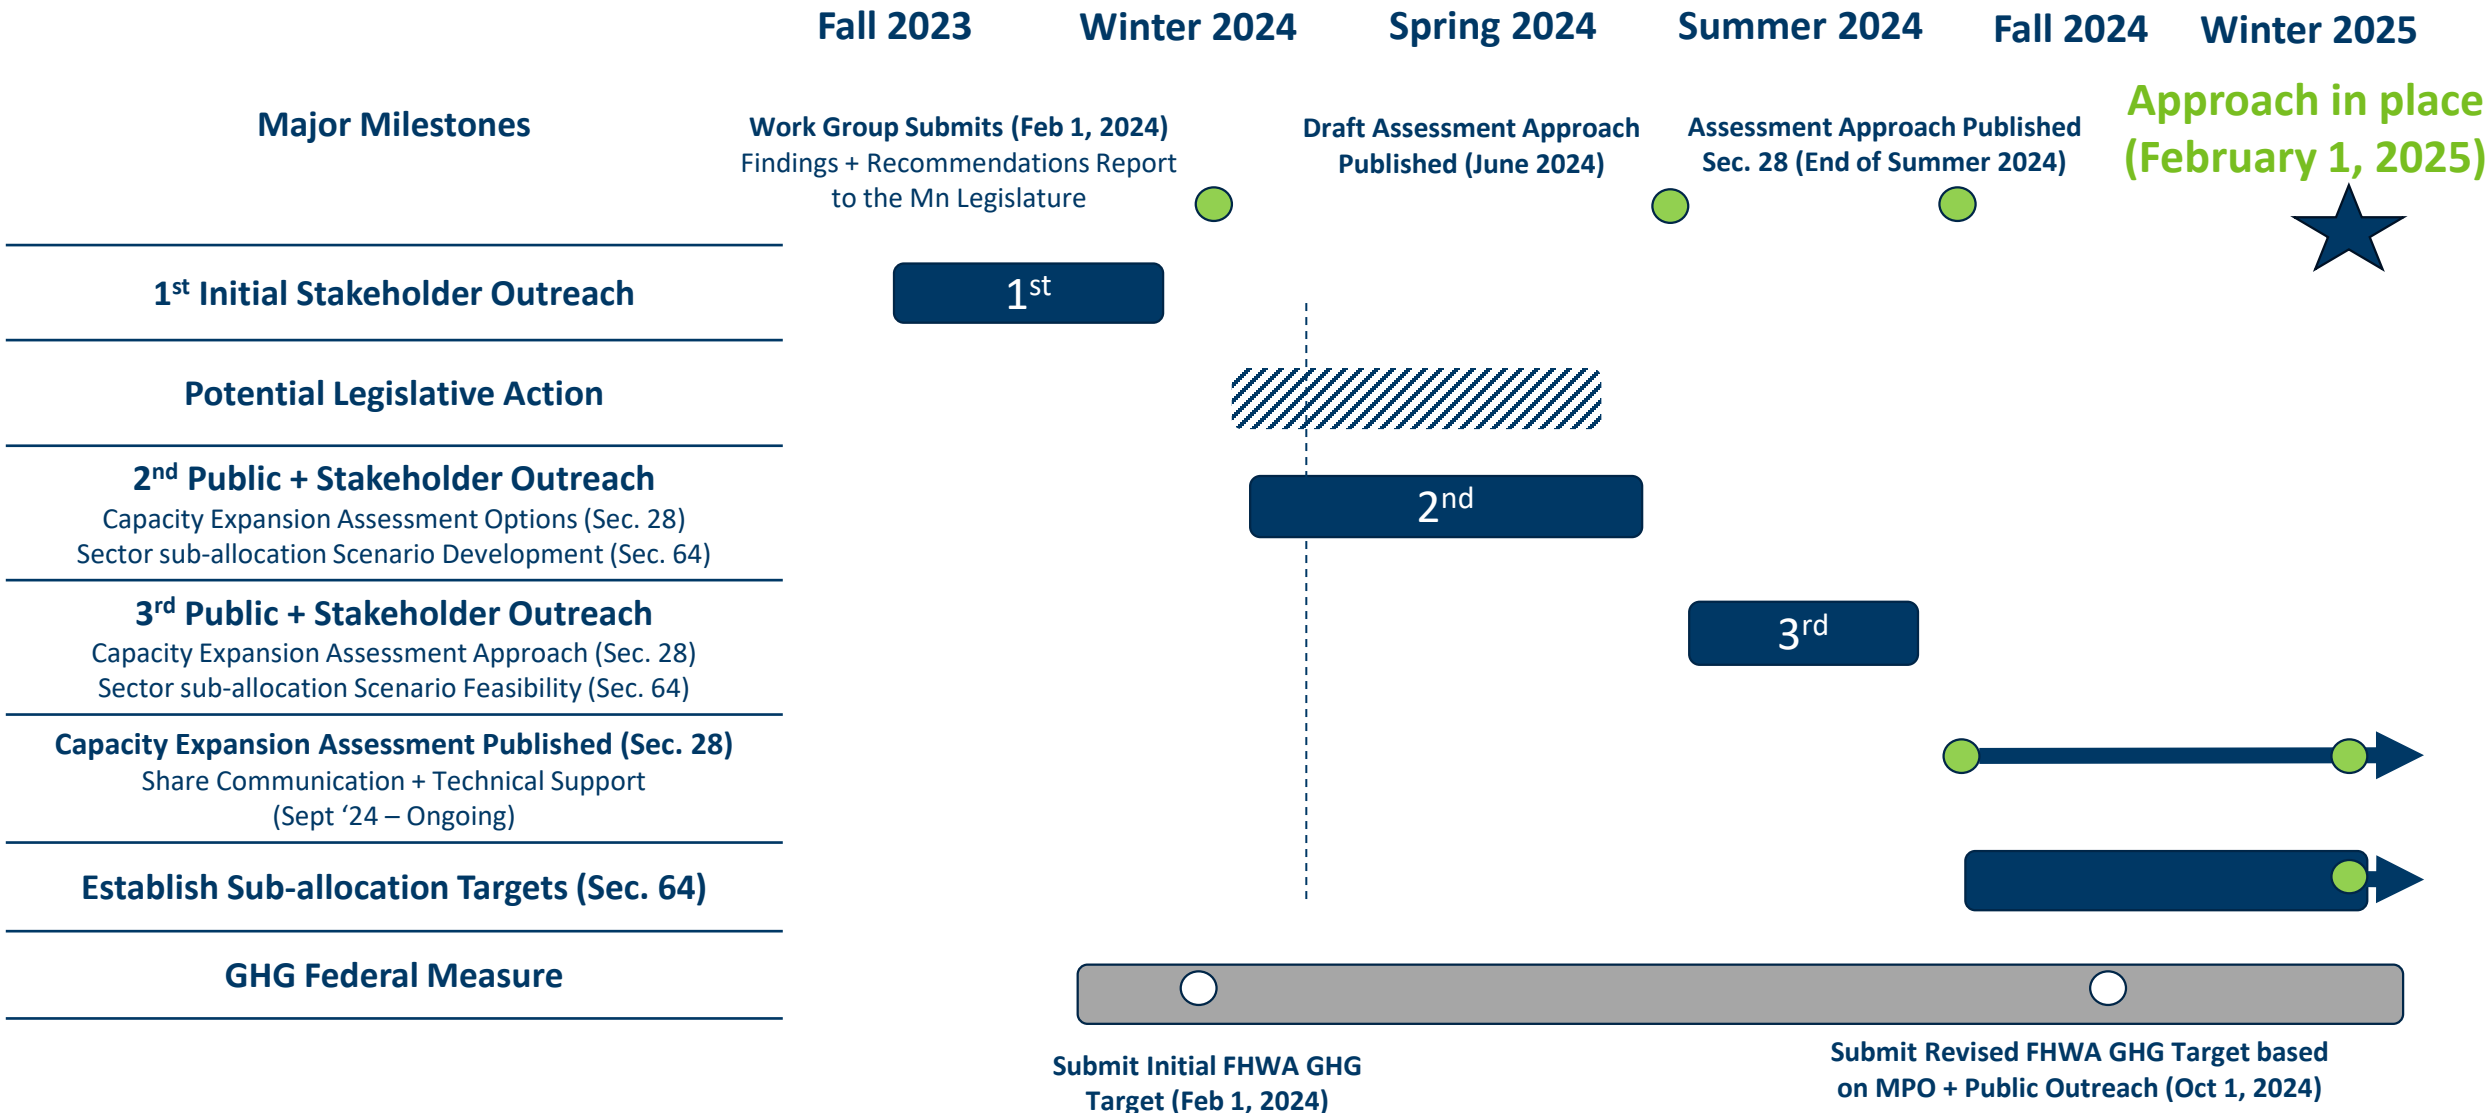 Fall 2023 Winter 2024 Spring 2024 Summer 2024 Fall 2024 Winter 2025
Major Milestones
Work Group Submits (Feb 1, 2024)
Findings + Recommendations Report
to the Mn Legislature
Draft Assessment Approach
Published (June 2024)
Assessment Approach Published
Sec. 28 (End of Summer 2024)
Approach in place
(February 1, 2025)
1st Initial Stakeholder Outreach
1st
Potential Legislative Action
2nd Public + Stakeholder Outreach
Capacity Expansion Assessment Options (Sec. 28)
Sector sub-allocation Scenario Development (Sec. 64)
2nd
3rd Public + Stakeholder Outreach
Capacity Expansion Assessment Approach (Sec. 28)
Sector sub-allocation Scenario Feasibility (Sec. 64)
3rd
Capacity Expansion Assessment Published (Sec. 28)
Share Communication + Technical Support
(Sept ‘24 – Ongoing)
Establish Sub-allocation Targets (Sec. 64)
GHG Federal Measure
Submit Initial FHWA GHG
Target (Feb 1, 2024)
Submit Revised FHWA GHG Target based
on MPO + Public Outreach (Oct 1, 2024)